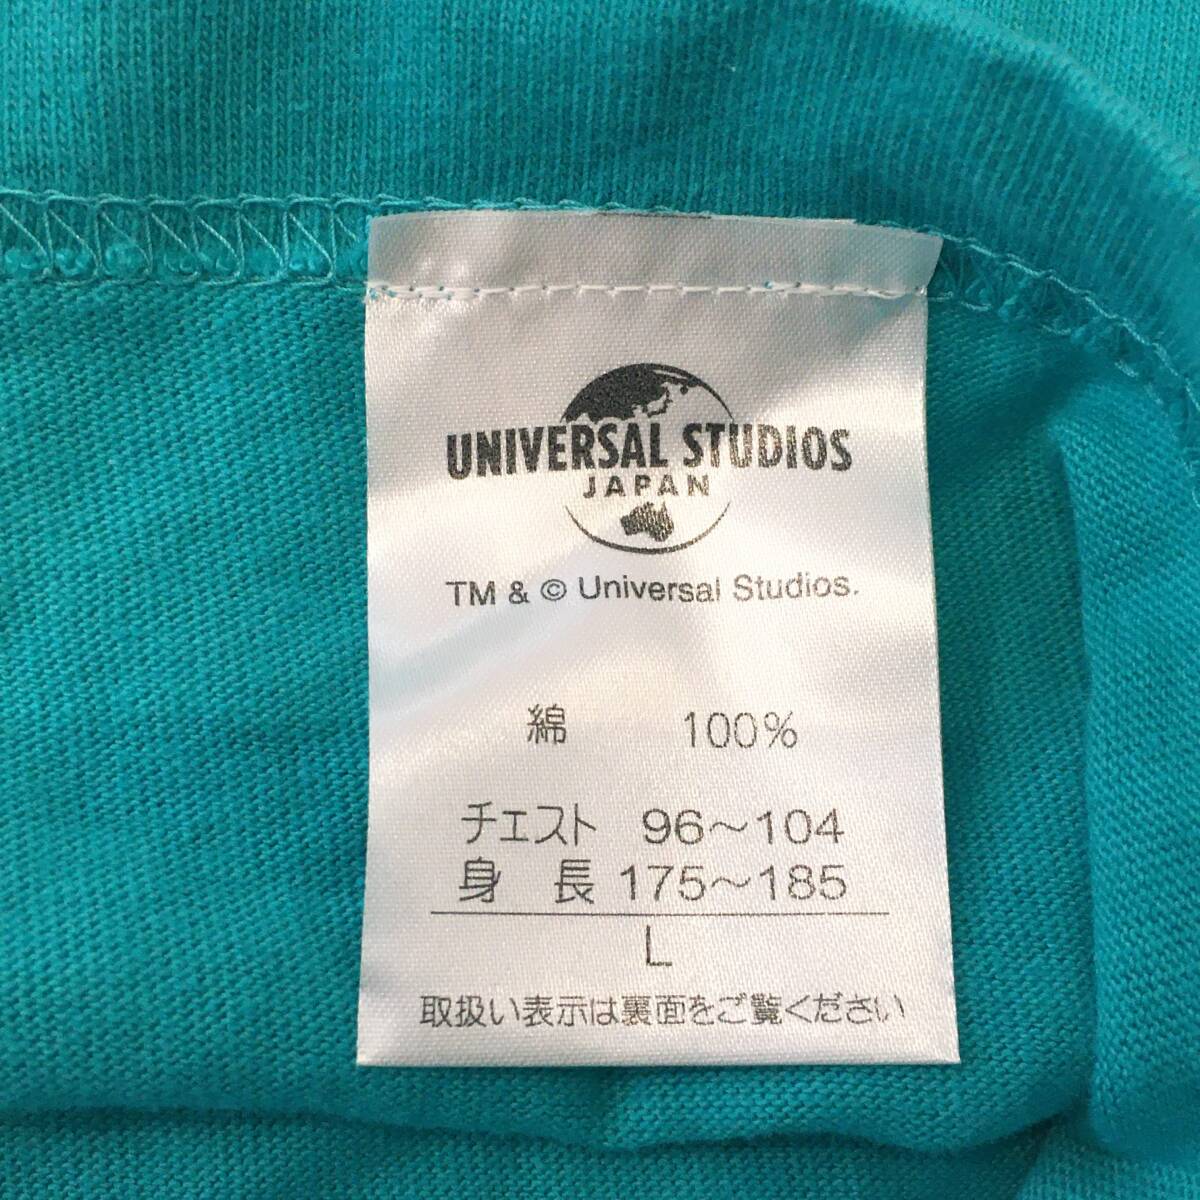 UNIVERSAL STUDIOS
JAPAN
TM & © Universal Studios.
綿 100%
チェスト 96〜104
身 長 175〜185
L
取扱い表示は裏面をご覧ください